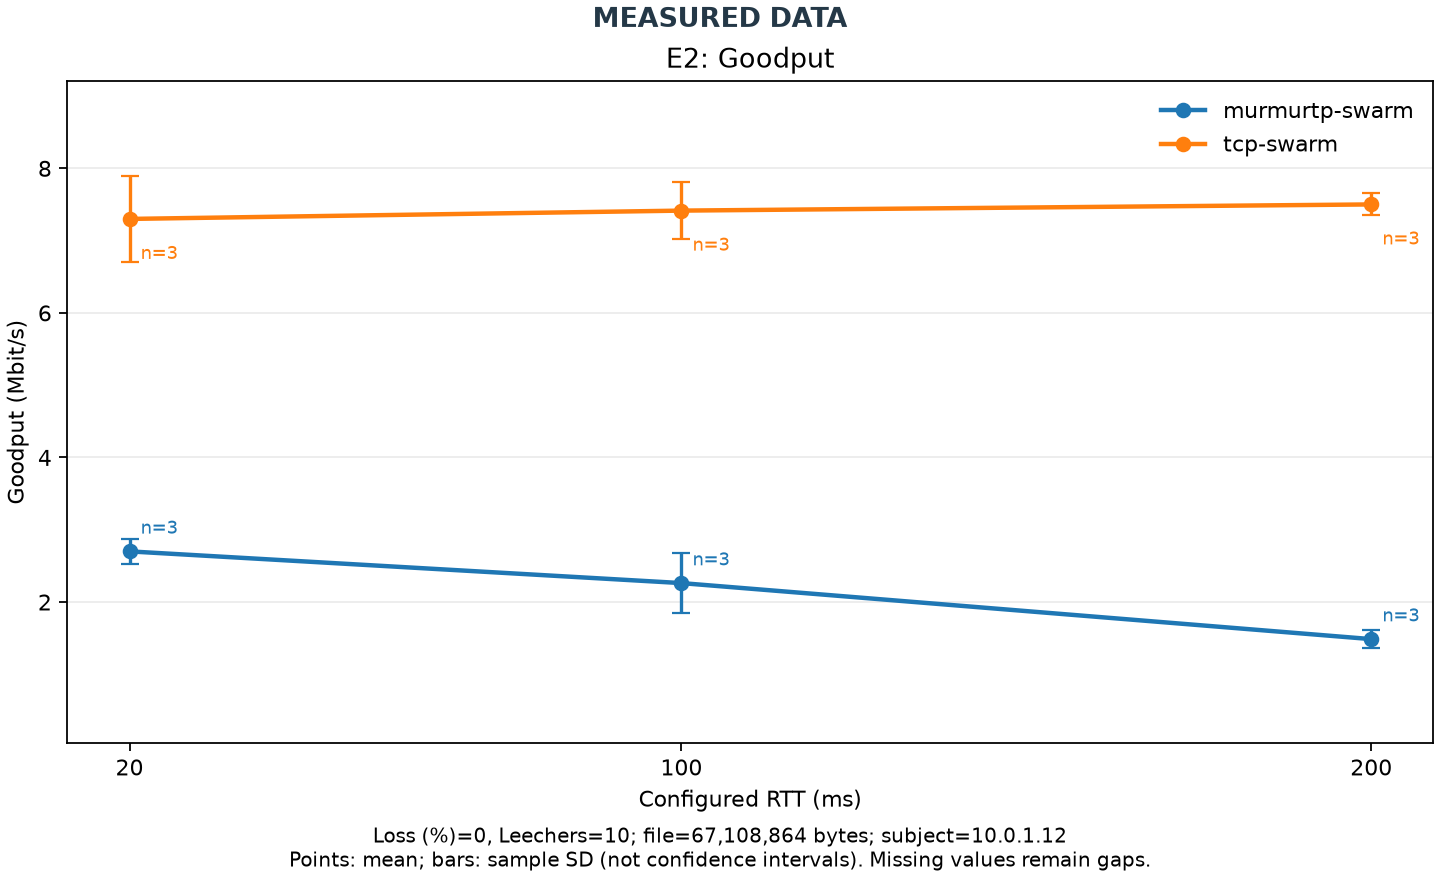 MEASURED DATA
E2: Goodput
murmurtp-swarm
tcp-swarm
8
6
4
2
Goodput (Mbit/s)
n=3
n=3
n=3
n=3
n=3
n=3
20
100
200
Configured RTT (ms)
Loss (%)=0, Leechers=10; file=67,108,864 bytes; subject=10.0.1.12
Points: mean; bars: sample SD (not confidence intervals). Missing values remain gaps.